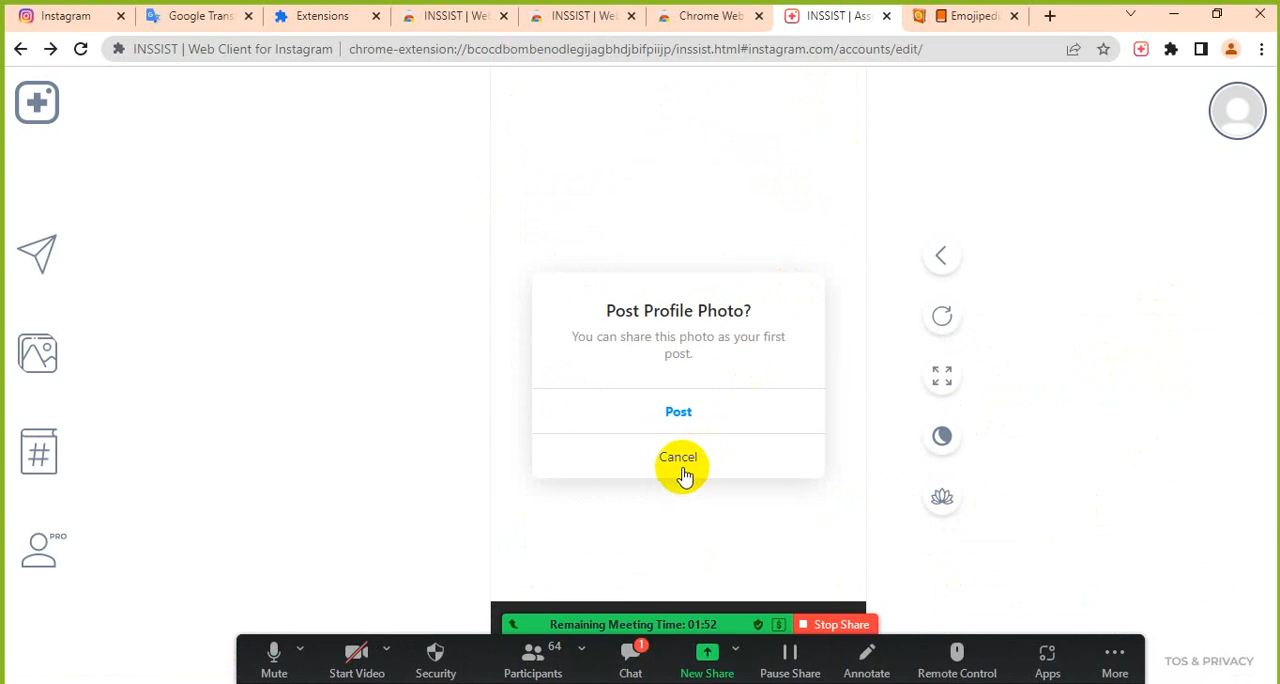 Instagram
Google Trans
Extensions
INSSIST | We
INSSIST | We
Chrome Web
INSSIST | Ass
Emojiped
INSSIST | Web Client for Instagram
chrome-extension://bcocdbombenodlegijagbhdjbifpiijp/inssist.html#instagram.com/accounts/edit/
Post Profile Photo?
You can share this photo as your first
post.
Post
Cancel
#
PRO
Remaining Meeting Time: 01:52
$
Stop Share
64
1
Mute
Start Video
Security
Participants
Chat
New Share
Pause Share
Annotate
Remote Control
Apps
More
TOS & PRIVACY